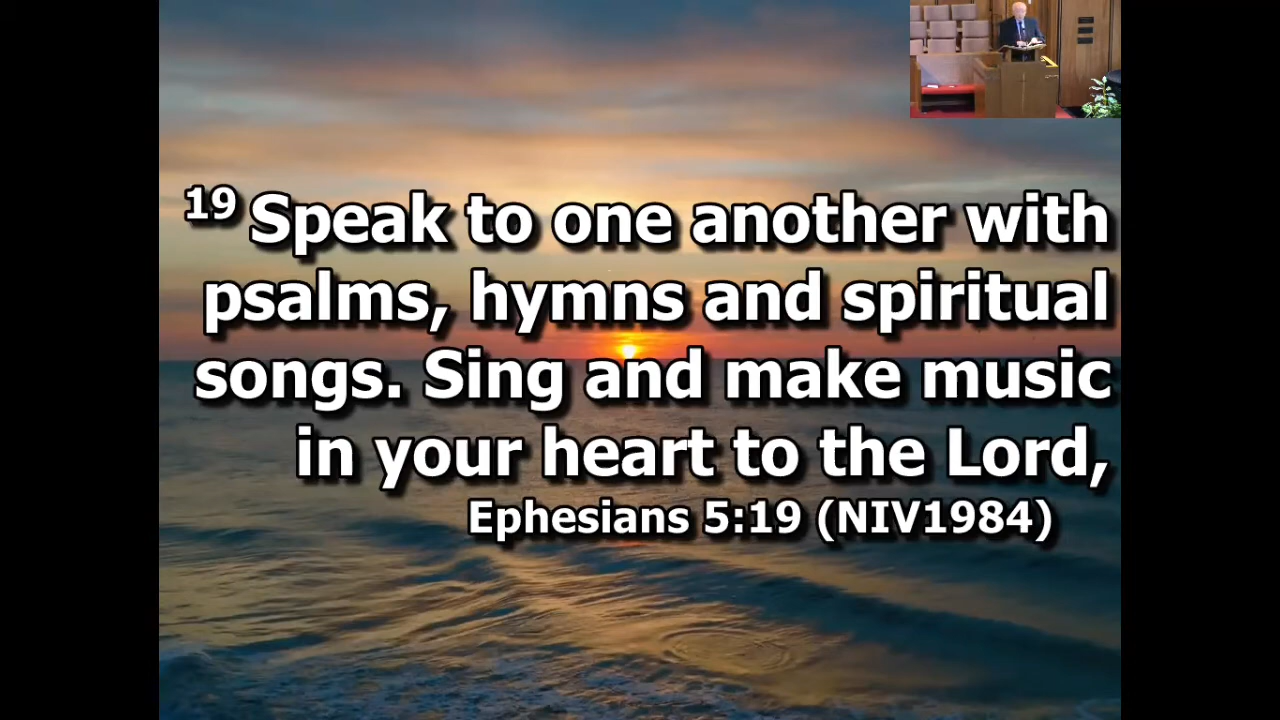 19 Speak to one another with
psalms, hymns and spiritual
songs. Sing and make music
in your heart to the Lord,
Ephesians 5:19 (NIV1984)